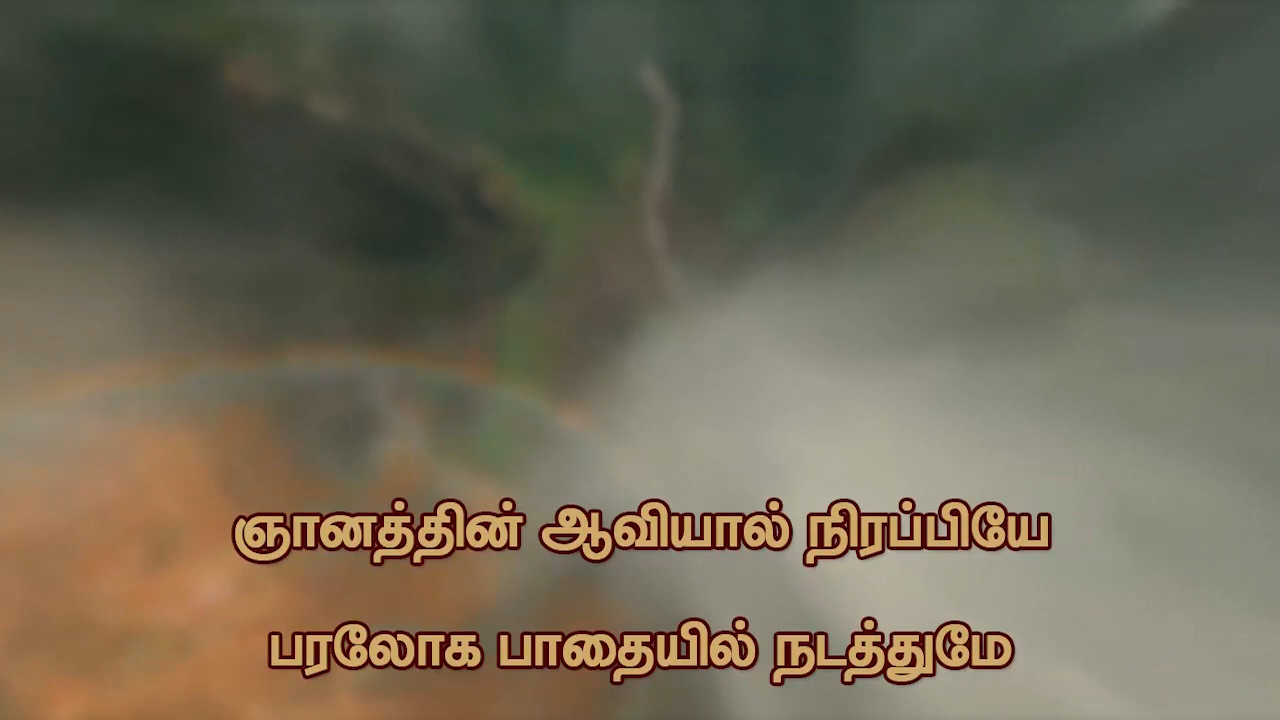 ஞானத்தின் ஆவியால் நிரப்பியே
பரலோக பாதையில் நடத்துமே